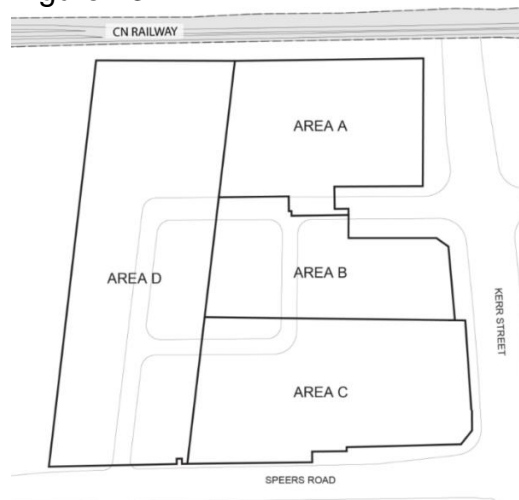 CN RAILWAY
AREA A
AREA D
AREA B
KERR STREET
AREA C
SPEERS ROAD